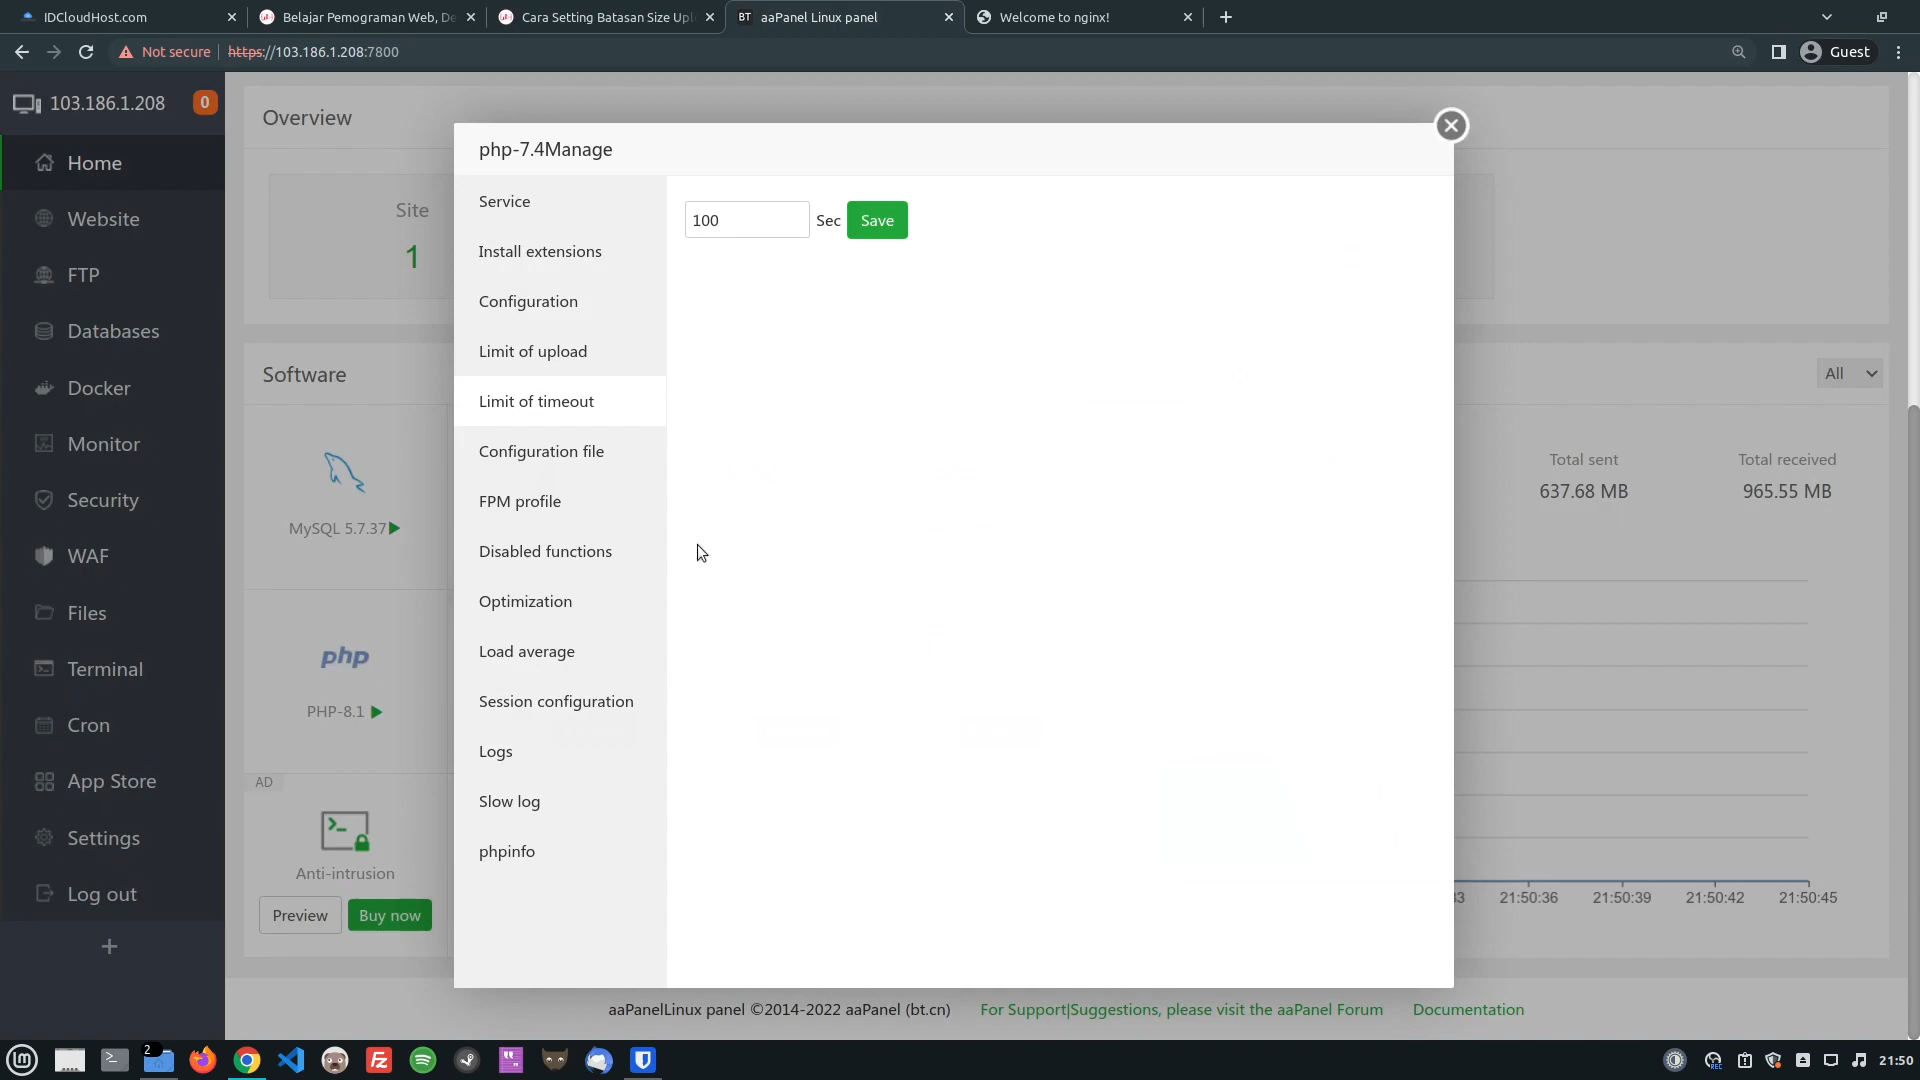 IDCloudHost.com
Belajar Pemograman Web, De
Cara Setting Batasan Size Upl
BT aaPanel Linux panel
Welcome to nginx!
Not secure
https://103.186.1.208:7800
Guest
103.186.1.208
0
Home
Website
FTP
Databases
Docker
Monitor
Security
WAF
Files
Terminal
Cron
App Store
Settings
Log out
Overview
Site
1
Software
MySQL 5.7.37
php
PHP-8.1
AD
Anti-intrusion
Preview
Buy now
php-7.4Manage
Service
Install extensions
Configuration
Limit of upload
Limit of timeout
Configuration file
FPM profile
Disabled functions
Optimization
Load average
Session configuration
Logs
Slow log
phpinfo
100 Sec Save
All
Total sent
637.68 MB
Total received
965.55 MB
21:50:36
21:50:39
21:50:42
21:50:45
aaPanelLinux panel ©2014-2022 aaPanel (bt.cn)
For Support|Suggestions, please visit the aaPanel Forum
Documentation
2
Fz
REC
21:50